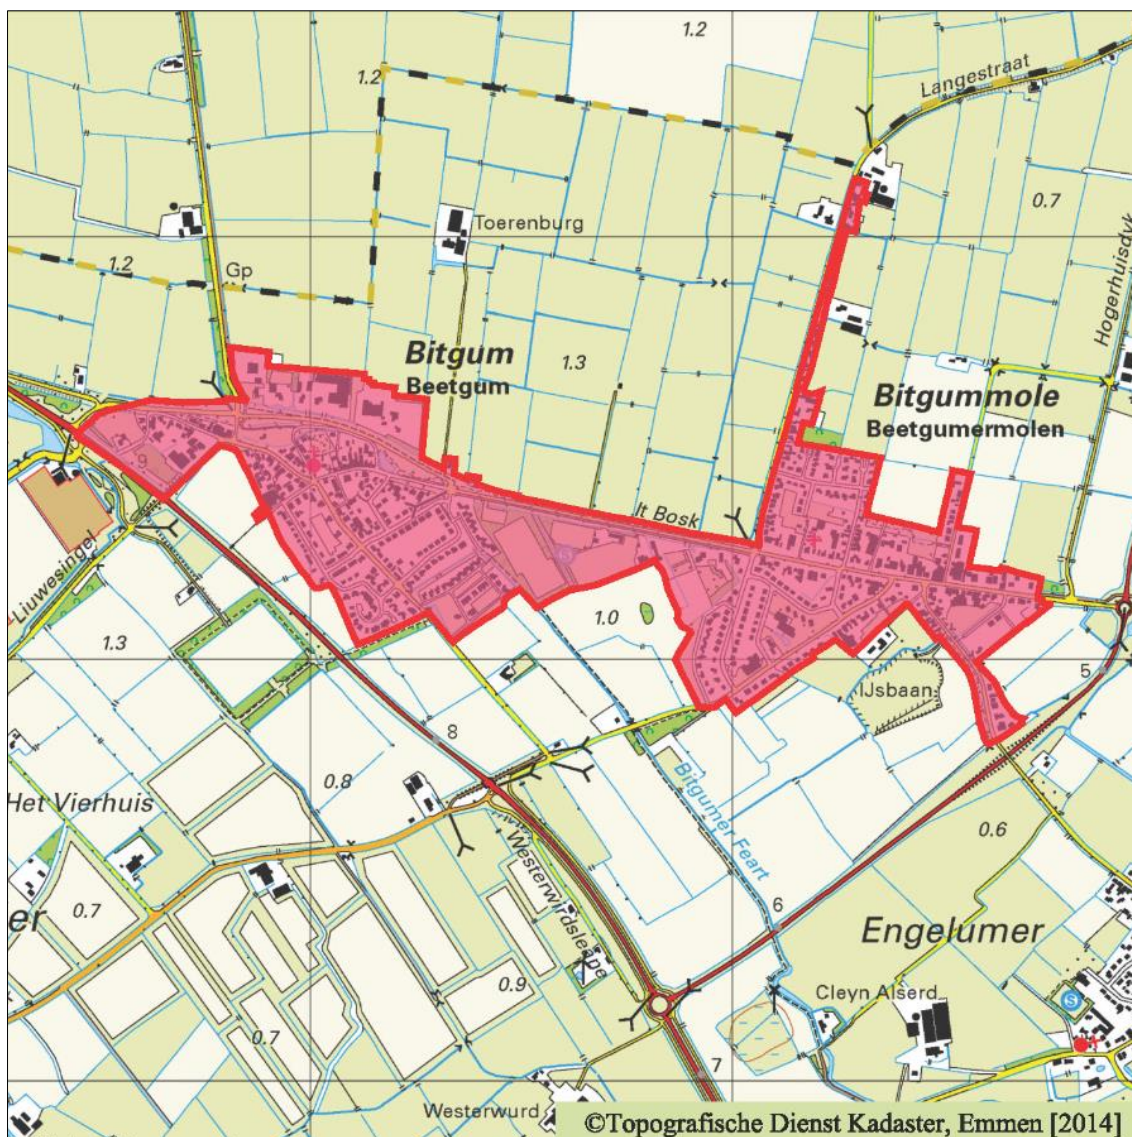 1.2
1.2
Langestraat
0.7
Toerenburg
Hogerhuisdyk
1.2
Gp
Bitgum
Beetgum
1.3
Bitgummole
Beetgumermolen
9
It Bosk
S
Liuwesingel
1.3
1.0
IJsbaan
5
8
0.8
Het Vierhuis
Bitgumer Feart
0.6
Westerwirdsleane
0.7
er
6
Engelumer
0.9
Cleyn Alserd
S
0.7
7
Westerwurd
©Topografische Dienst Kadaster, Emmen [2014]